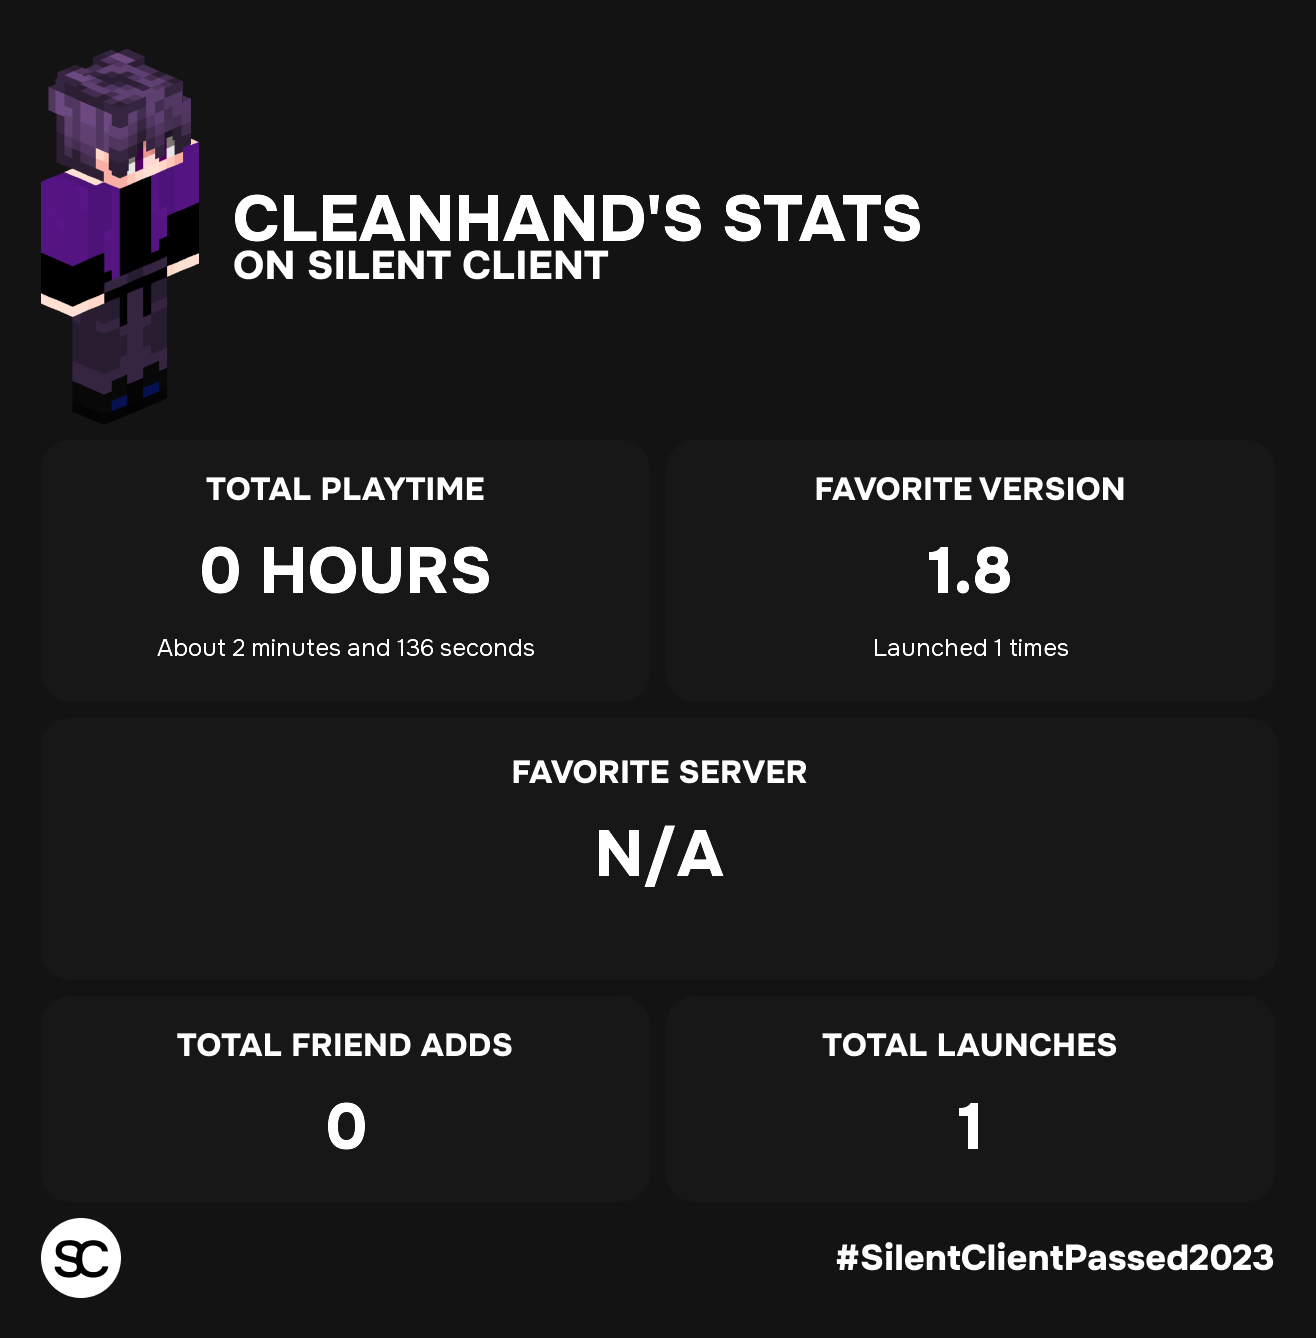 CLEANHAND'S STATS
ON SILENT CLIENT
TOTAL PLAYTIME
0 HOURS
About 2 minutes and 136 seconds
FAVORITE VERSION
1.8
Launched 1 times
FAVORITE SERVER
N/A
TOTAL FRIEND ADDS
0
TOTAL LAUNCHES
1
SC
#SilentClientPassed2023